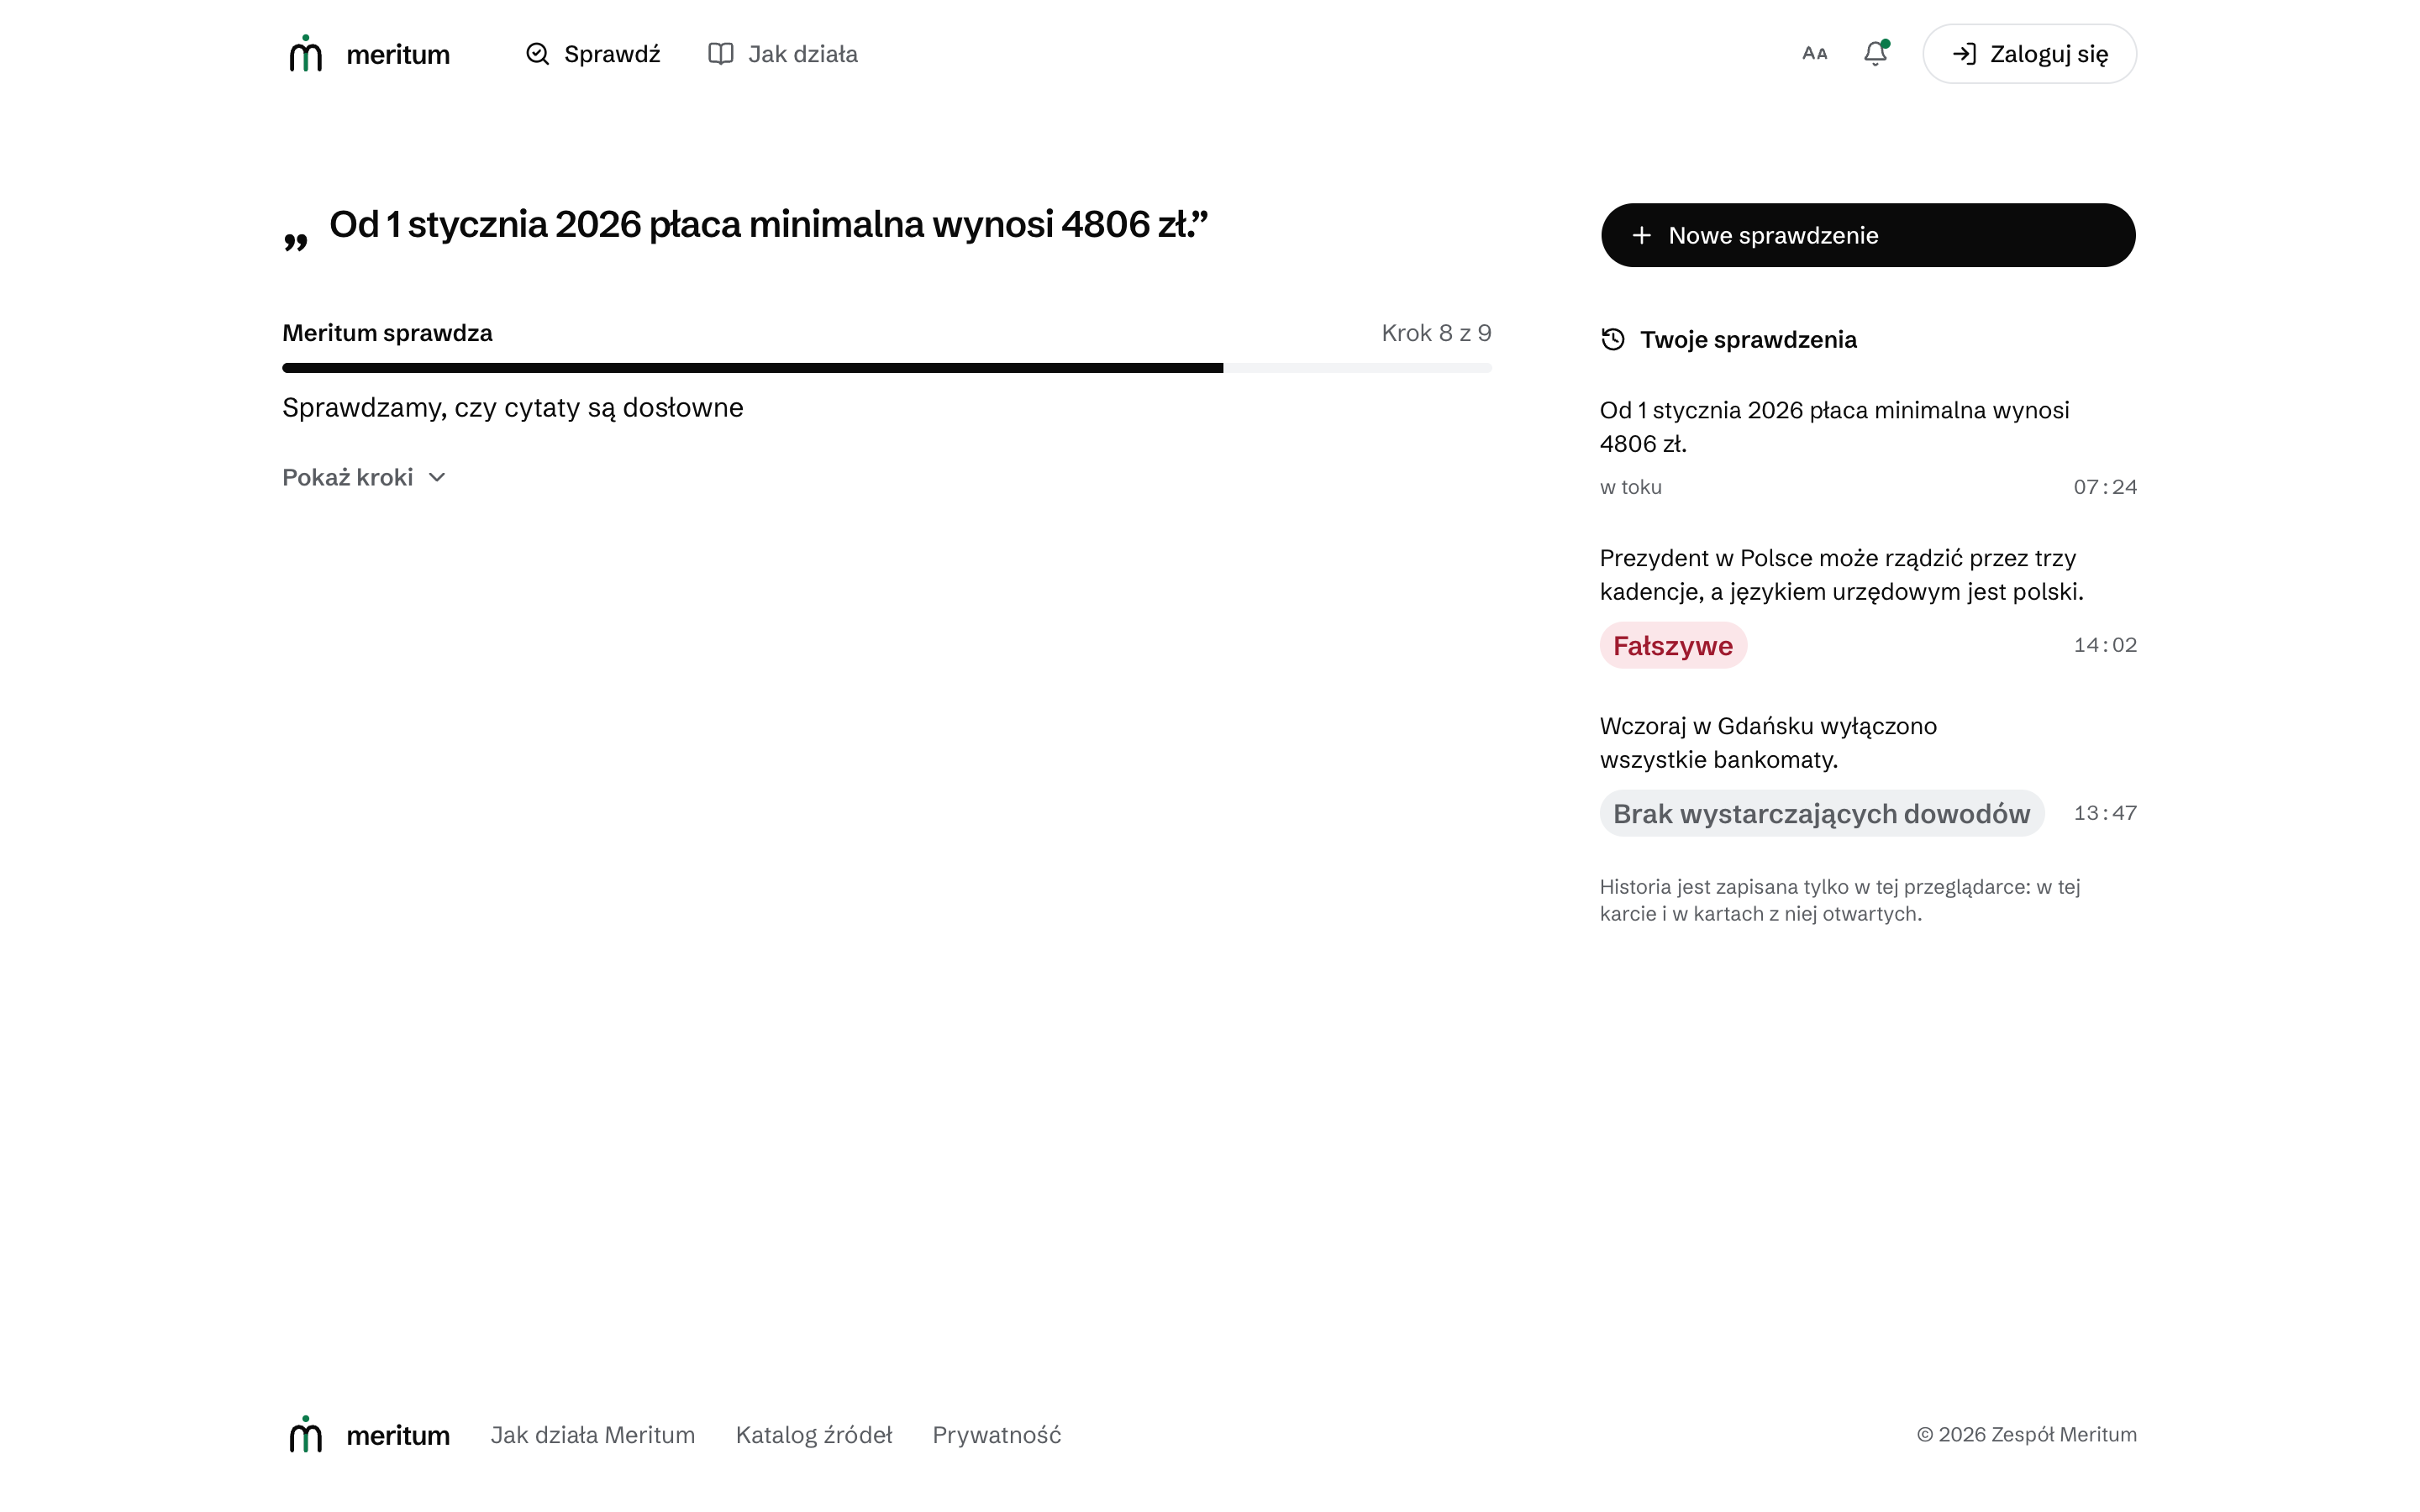 meritum
Sprawdź
Jak działa
AA
Zaloguj się
„Od 1 stycznia 2026 płaca minimalna wynosi 4806 zł.”
Meritum sprawdza
Krok 8 z 9
Sprawdzamy, czy cytaty są dosłowne
Pokaż kroki
Nowe sprawdzenie
Twoje sprawdzenia
Od 1 stycznia 2026 płaca minimalna wynosi
4806 zł.
w toku
07:24
Prezydent w Polsce może rządzić przez trzy
kadencje, a językiem urzędowym jest polski.
Fałszywe
14:02
Wczoraj w Gdańsku wyłączono
wszystkie bankomaty.
Brak wystarczających dowodów
13:47
Historia jest zapisana tylko w tej przeglądarce: w tej
karcie i w kartach z niej otwartych.
meritum
Jak działa Meritum
Katalog źródeł
Prywatność
© 2026 Zespół Meritum